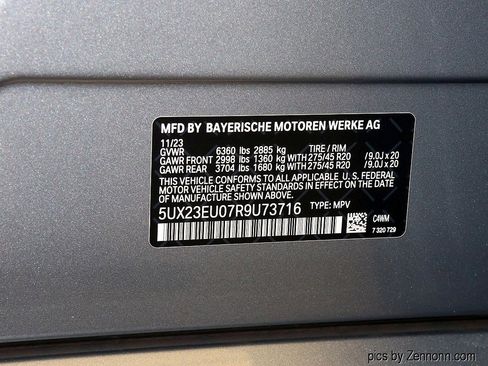 MFD BY BAYERISCHE MOTOREN WERKE AG
11/23
GVWR 6360 lbs 2885 kg TIRE / RIM
GAWR FRONT 2998 lbs 1360 kg WITH 275/45 R20 /9.0J x 20
GAWR REAR 3704 lbs 1680 kg WITH 275/45 R20 /9.0J x 20
THIS VEHICLE CONFORMS TO ALL APPLICABLE U. S. FEDERAL
MOTOR VEHICLE SAFETY STANDARDS IN EFFECT ON THE DATE OF
MANUFACTURE SHOWN ABOVE.
5UX23EU07R9U73716 TYPE: MPV
C4WM
7 320 729
pics by Zennonn.com